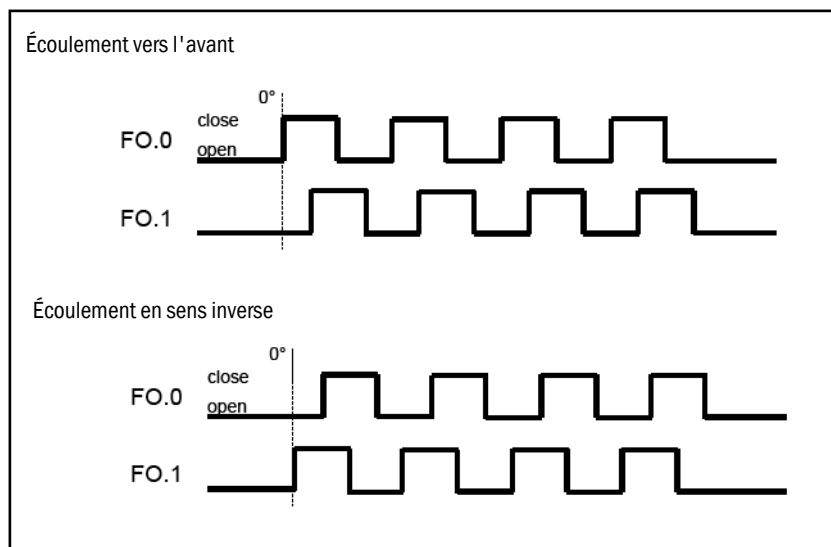 Écoulement vers l'avant
0°
close
FO.0
open
FO.1
Écoulement en sens inverse
0°
close
FO.0
open
FO.1